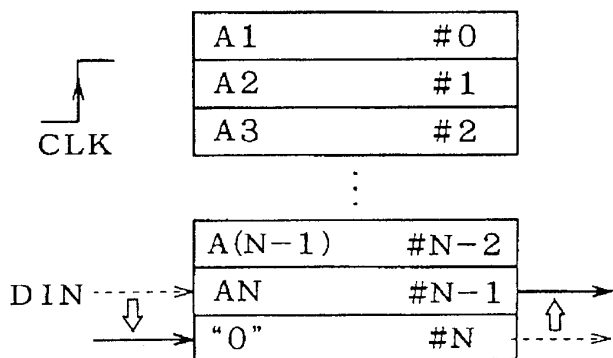 A1 #0
A2 #1
CLK A3 #2
A(N-1) #N-2
DIN AN #N-1
"0" #N